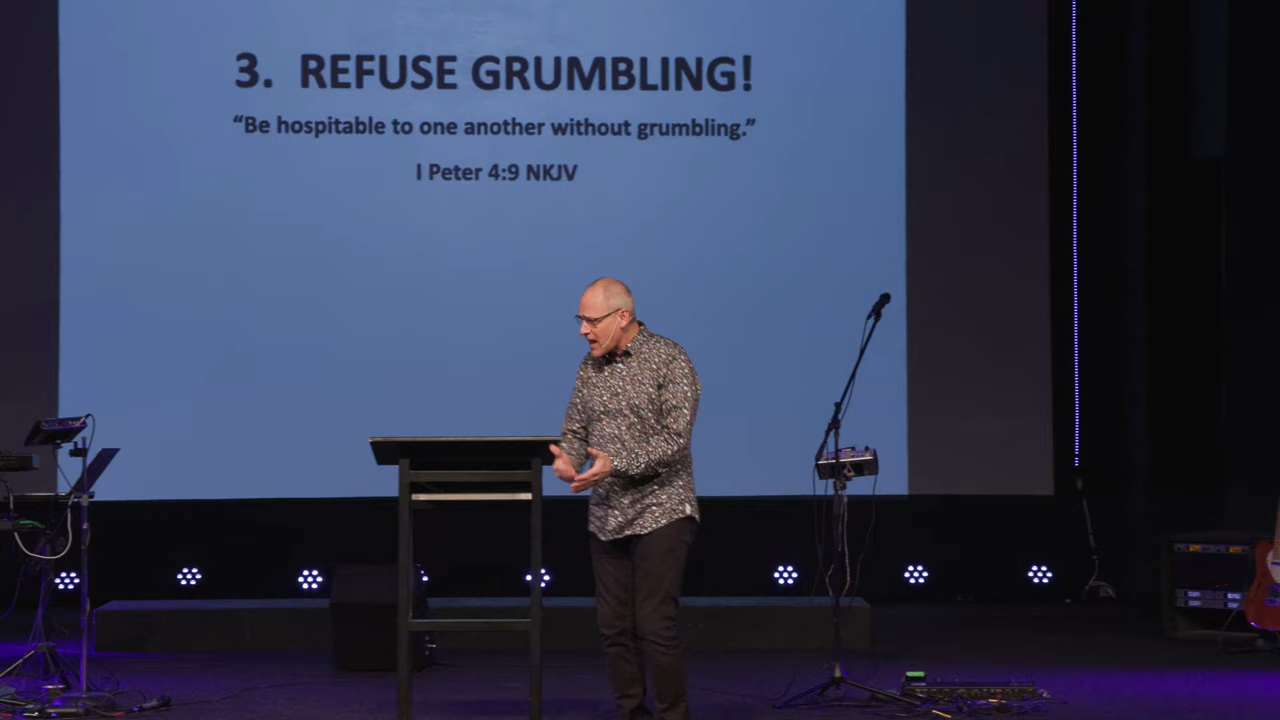 3. REFUSE GRUMBLING!
“Be hospitable to one another without grumbling.”
I Peter 4:9 NKJV